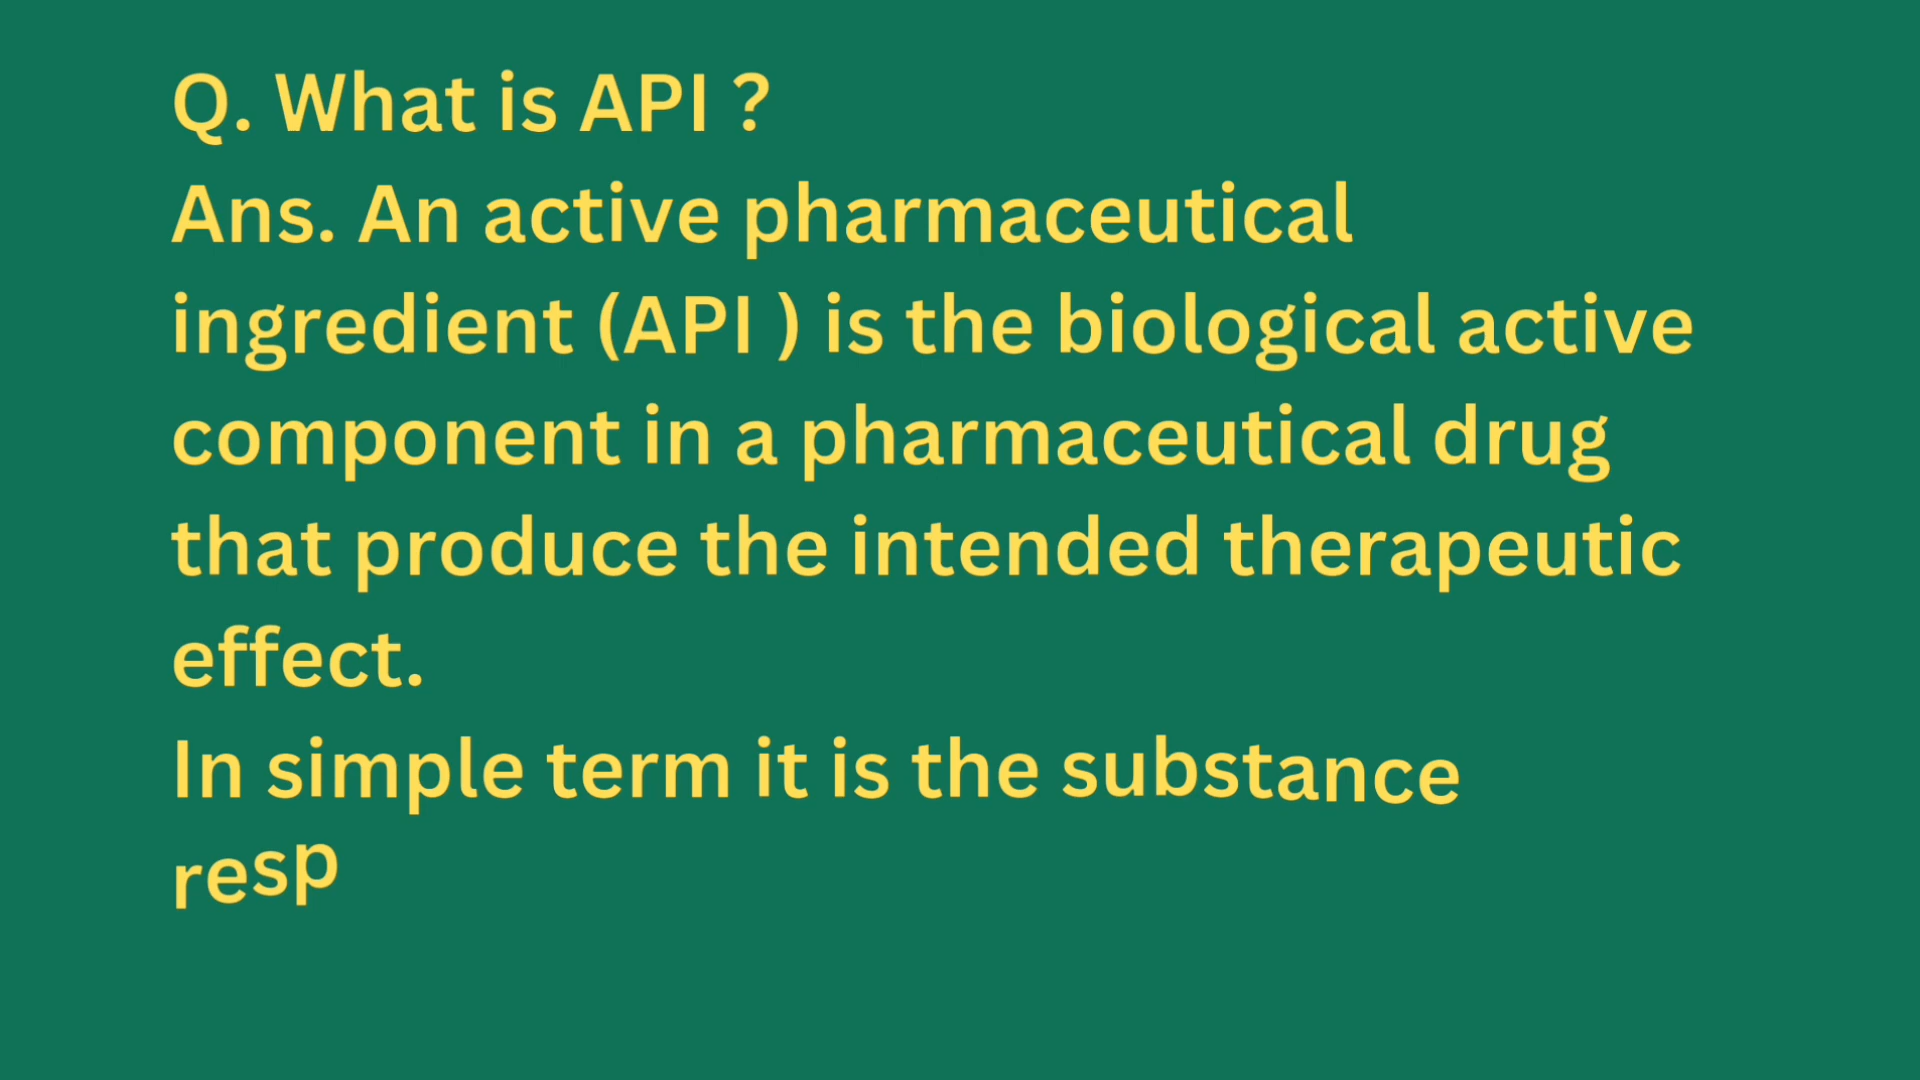 Q. What is API ?
Ans. An active pharmaceutical
ingredient (API ) is the biological active
component in a pharmaceutical drug
that produce the intended therapeutic
effect.
In simple term it is the substance
resp